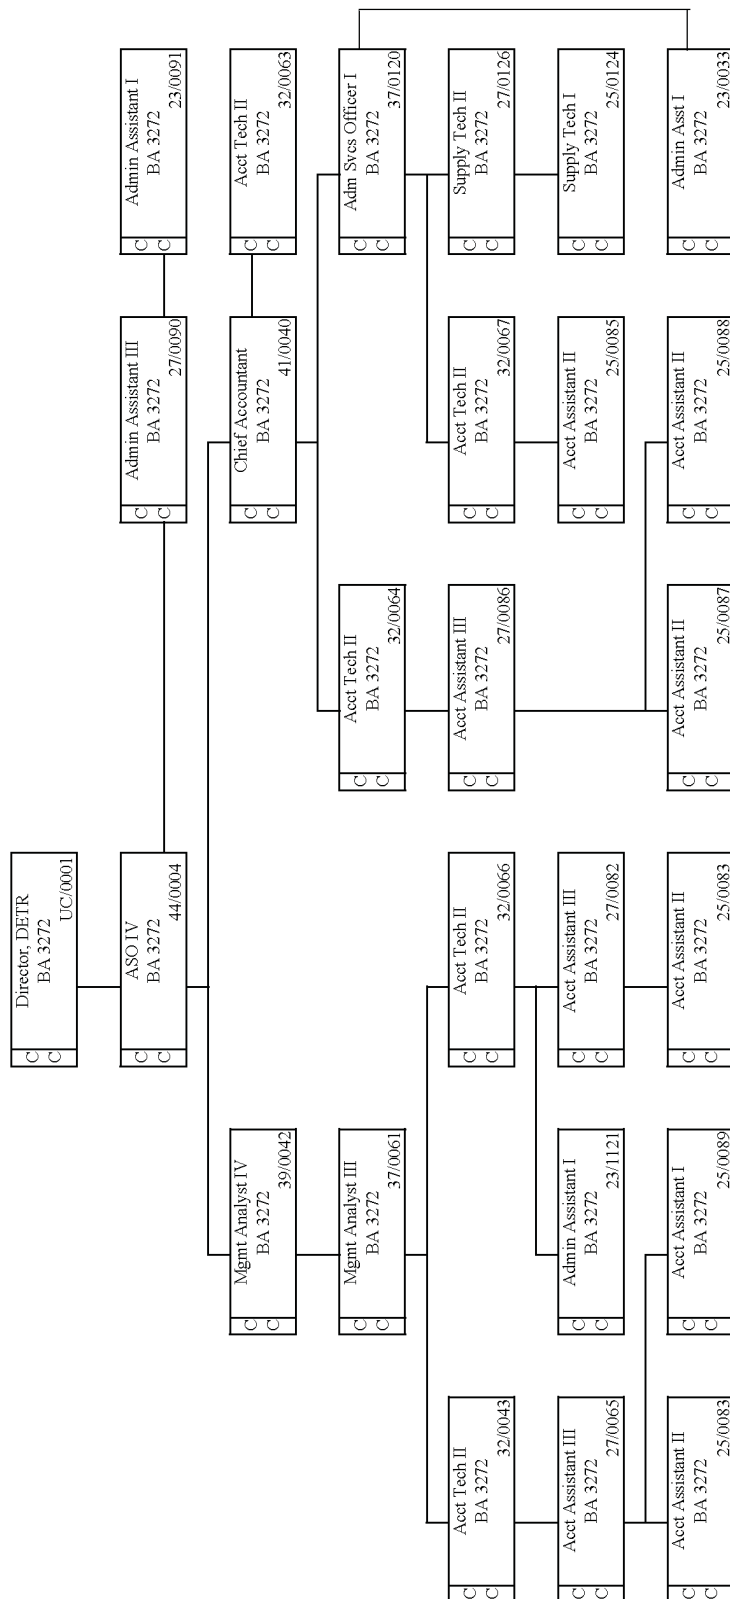 C
C
Director, DETR
BA 3272
UC/0001
C
C
ASO IV
BA 3272
44/0004
C
C
Admin Assistant III
BA 3272
27/0090
C
C
Admin Assistant I
BA 3272
23/0091
C
C
Mgmt Analyst IV
BA 3272
39/0042
C
C
Chief Accountant
BA 3272
41/0040
C
C
Acct Tech II
BA 3272
32/0063
C
C
Mgmt Analyst III
BA 3272
37/0061
C
C
Acct Tech II
BA 3272
32/0064
C
C
Adm Svcs Officer I
BA 3272
37/0120
C
C
Acct Tech II
BA 3272
32/0043
C
C
Acct Tech II
BA 3272
32/0066
C
C
Acct Assistant III
BA 3272
27/0086
C
C
Acct Tech II
BA 3272
32/0067
C
C
Supply Tech II
BA 3272
27/0126
C
C
Acct Assistant III
BA 3272
27/0065
C
C
Admin Assistant I
BA 3272
23/1121
C
C
Acct Assistant III
BA 3272
27/0082
C
C
Acct Assistant II
BA 3272
25/0085
C
C
Supply Tech I
BA 3272
25/0124
C
C
Acct Assistant II
BA 3272
25/0083
C
C
Acct Assistant I
BA 3272
25/0089
C
C
Acct Assistant II
BA 3272
25/0083
C
C
Acct Assistant II
BA 3272
25/0087
C
C
Acct Assistant II
BA 3272
25/0088
C
C
Admin Asst I
BA 3272
23/0033